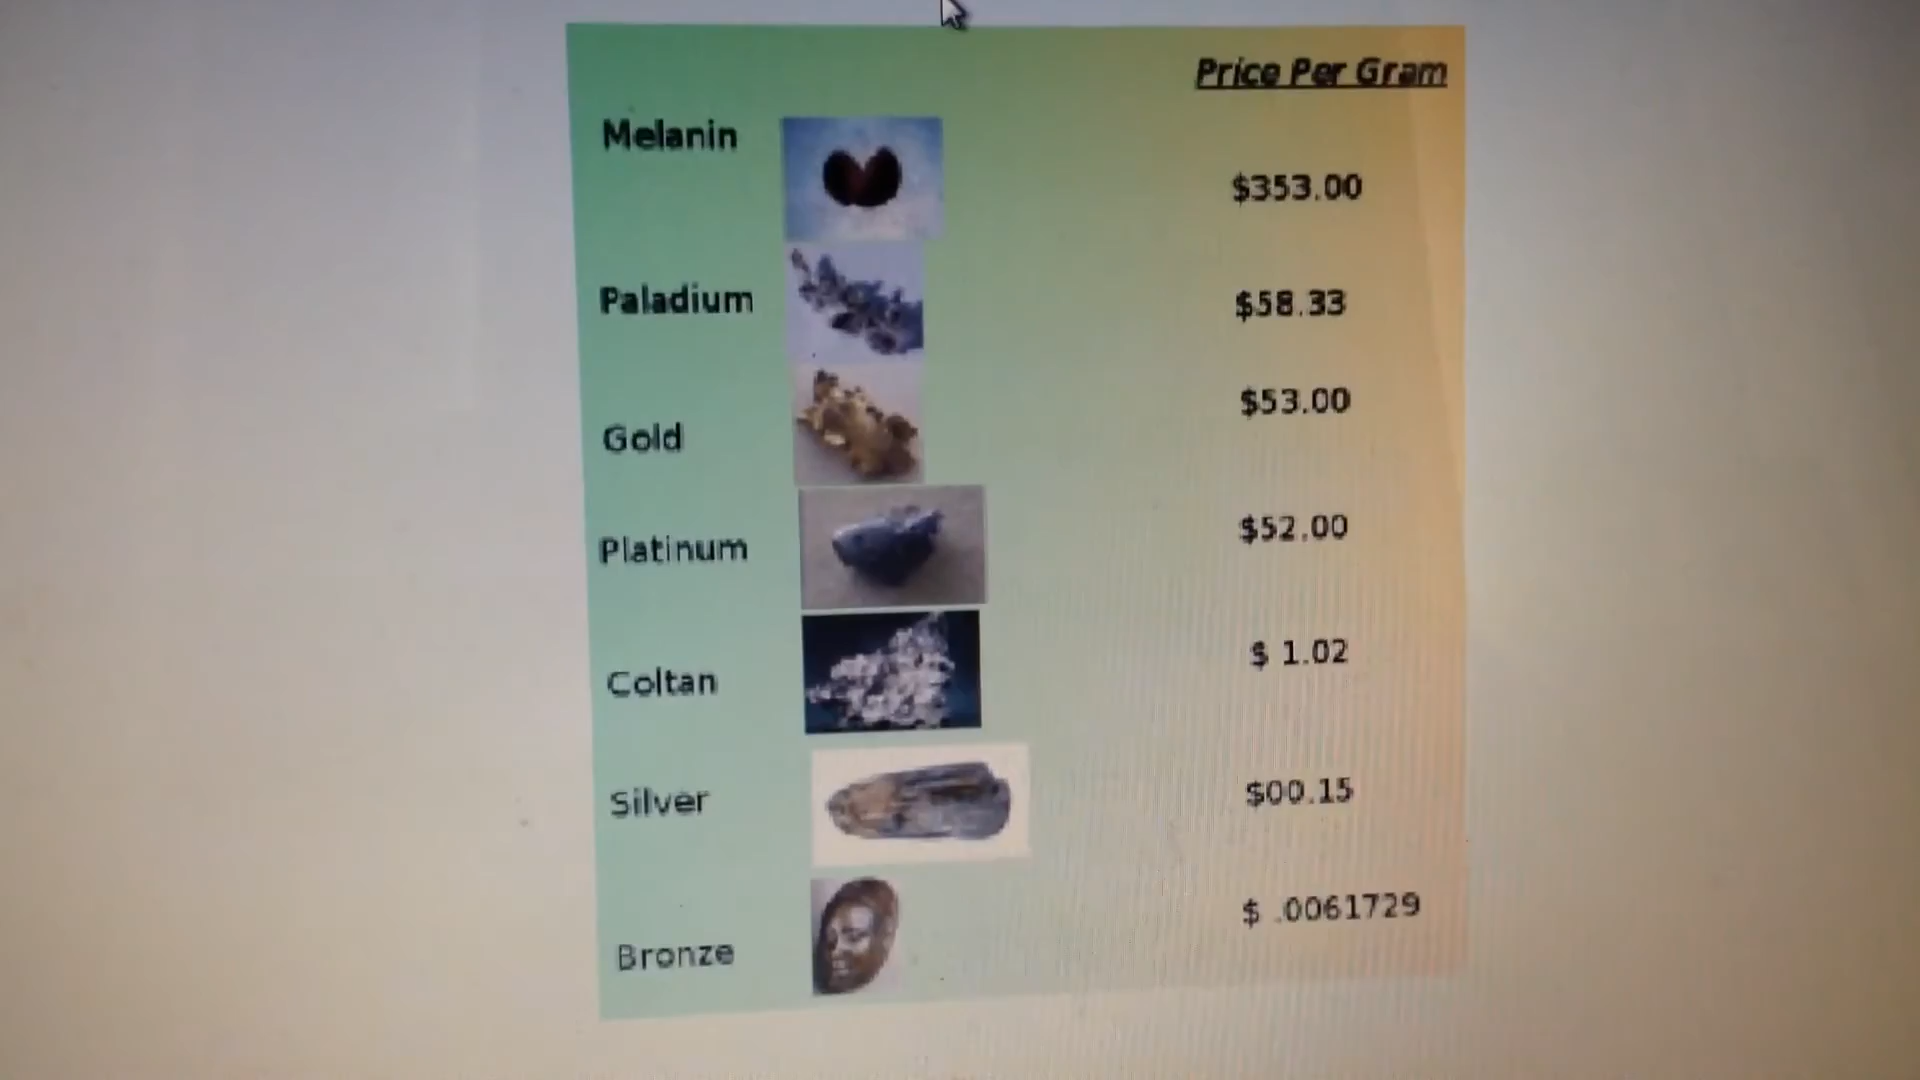 Price Per Gram
Melanin
$353.00
Paladium
$58.33
Gold
$53.00
Platinum
$52.00
Coltan
$ 1.02
Silver
$00.15
Bronze
$ .0061729